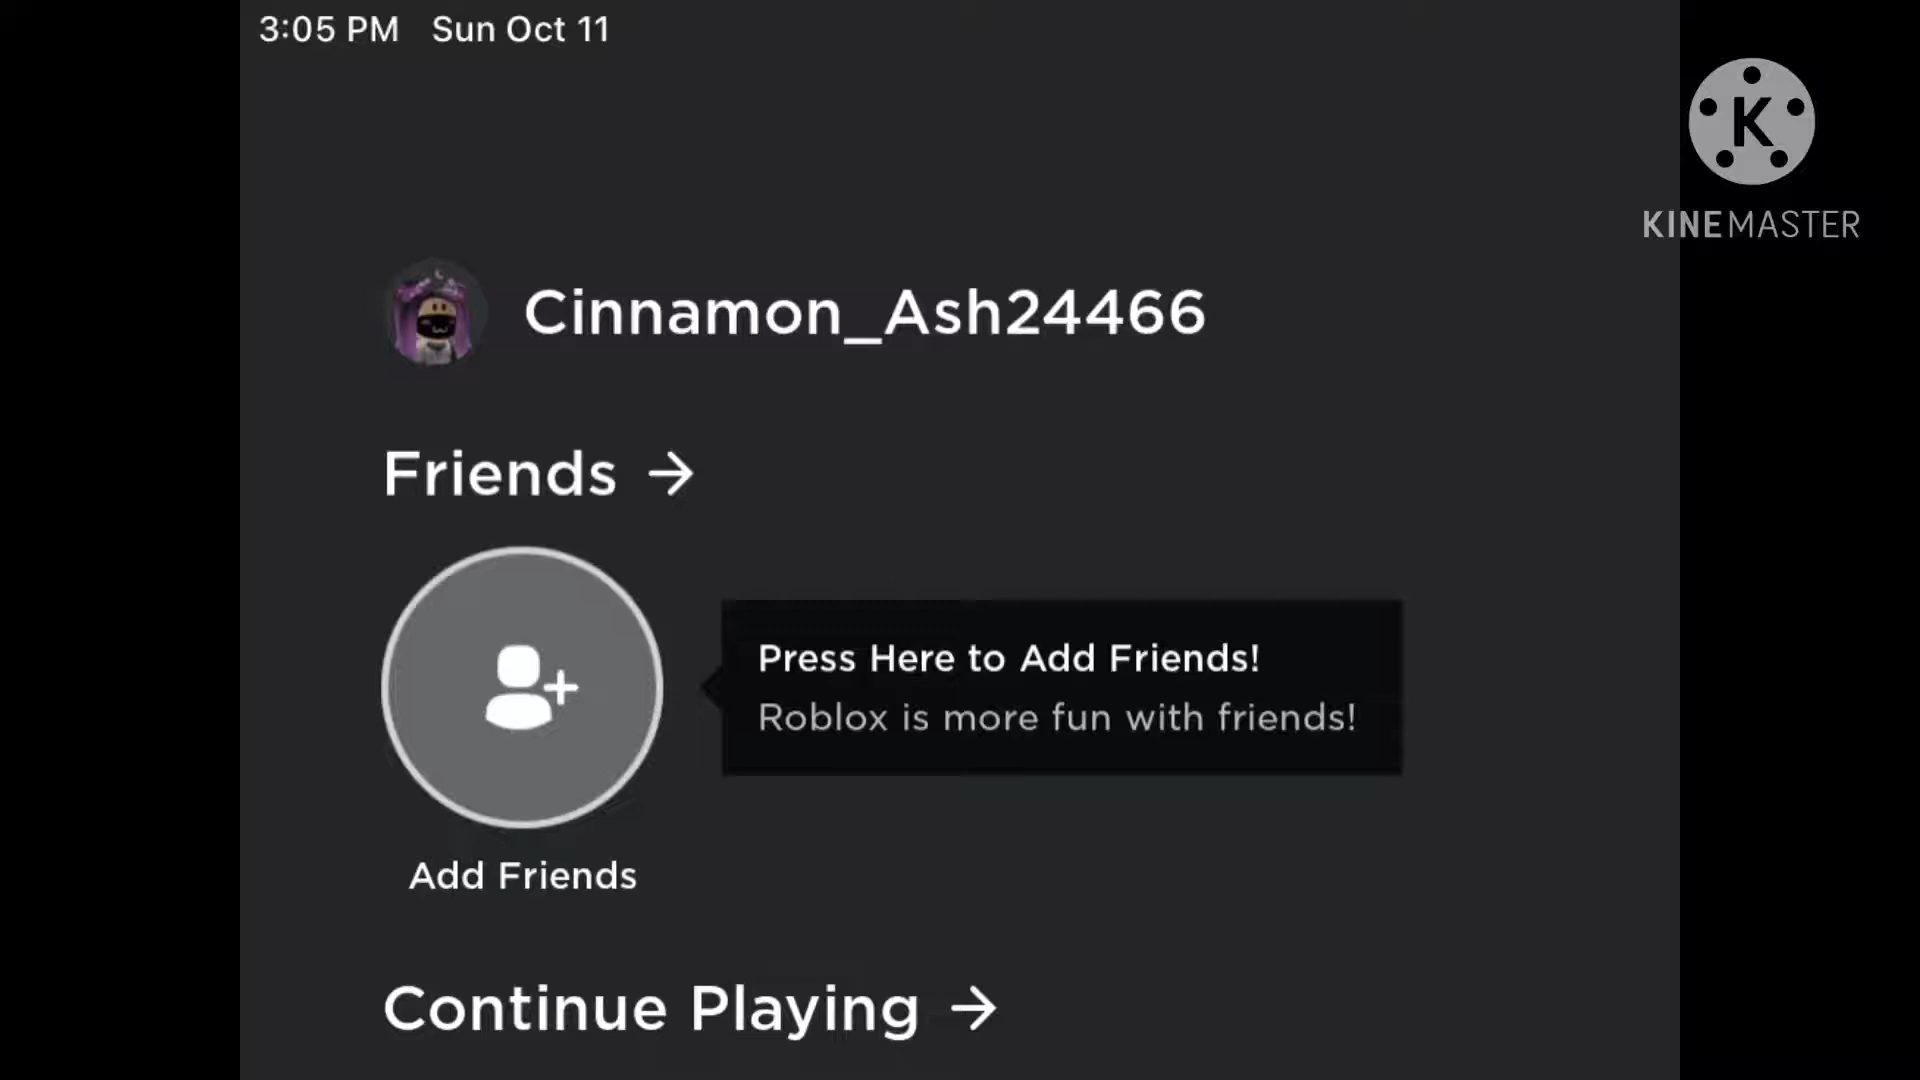 3:05 PM Sun Oct 11
K
KINEMASTER
Cinnamon_Ash24466
Friends →
Press Here to Add Friends!
Roblox is more fun with friends!
Add Friends
Continue Playing →